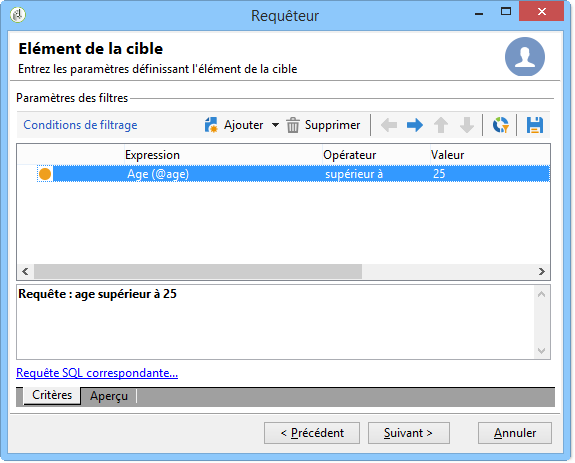 Requêteur
Elément de la cible
Entrez les paramètres définissant l'élément de la cible
Paramètres des filtres
Conditions de filtrage Ajouter Supprimer
Expression Opérateur Valeur
Age (@age) supérieur à 25
Requête : age supérieur à 25
Requête SQL correspondante...
Critères Aperçu
< Précédent Suivant > Annuler